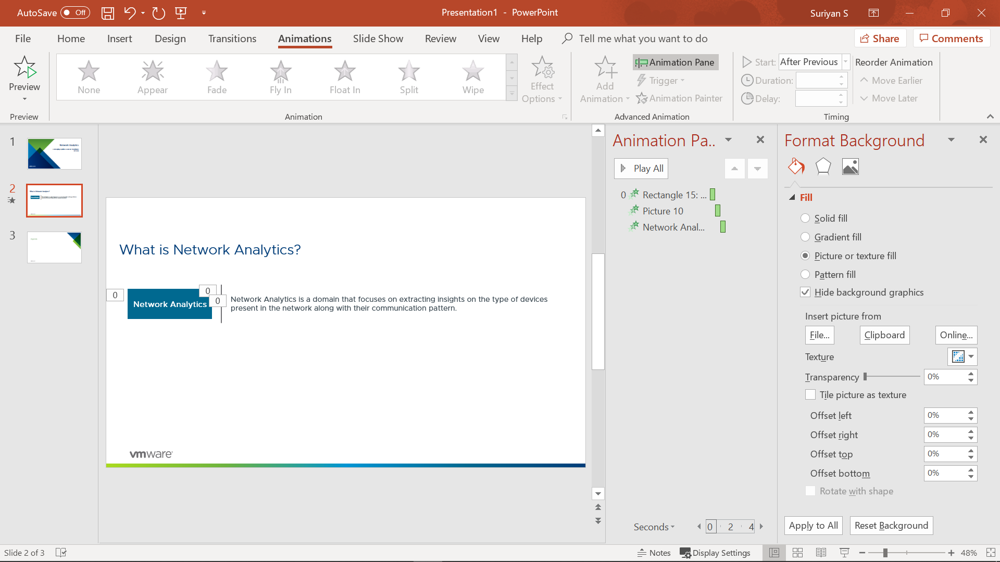 AutoSave Off
Presentation1 - PowerPoint
Suriyan S
File Home Insert Design Transitions Animations Slide Show Review View Help Tell me what you want to do
Share Comments
Preview
Preview
None Appear Fade Fly In Float In Split Wipe
Animation
Effect
Options
Add
Animation
Animation Pane
Trigger
Animation Painter
Advanced Animation
Start: After Previous
Duration:
Delay:
Reorder Animation
Move Earlier
Move Later
Timing
1
Network Analytics
2
What is Network Analytics?
3
What is Network Analytics?
0
0
0
Network Analytics
Network Analytics is a domain that focuses on extracting insights on the type of devices
present in the network along with their communication pattern.
vmware
Animation Pa..
Play All
0 Rectangle 15: ...
Picture 10
Network Anal...
Seconds 0 2 4
Format Background
Fill
Solid fill
Gradient fill
Picture or texture fill
Pattern fill
Hide background graphics
Insert picture from
File... Clipboard Online...
Texture
Transparency 0%
Tile picture as texture
Offset left 0%
Offset right 0%
Offset top 0%
Offset bottom 0%
Rotate with shape
Apply to All Reset Background
Slide 2 of 3
Notes Display Settings 48%